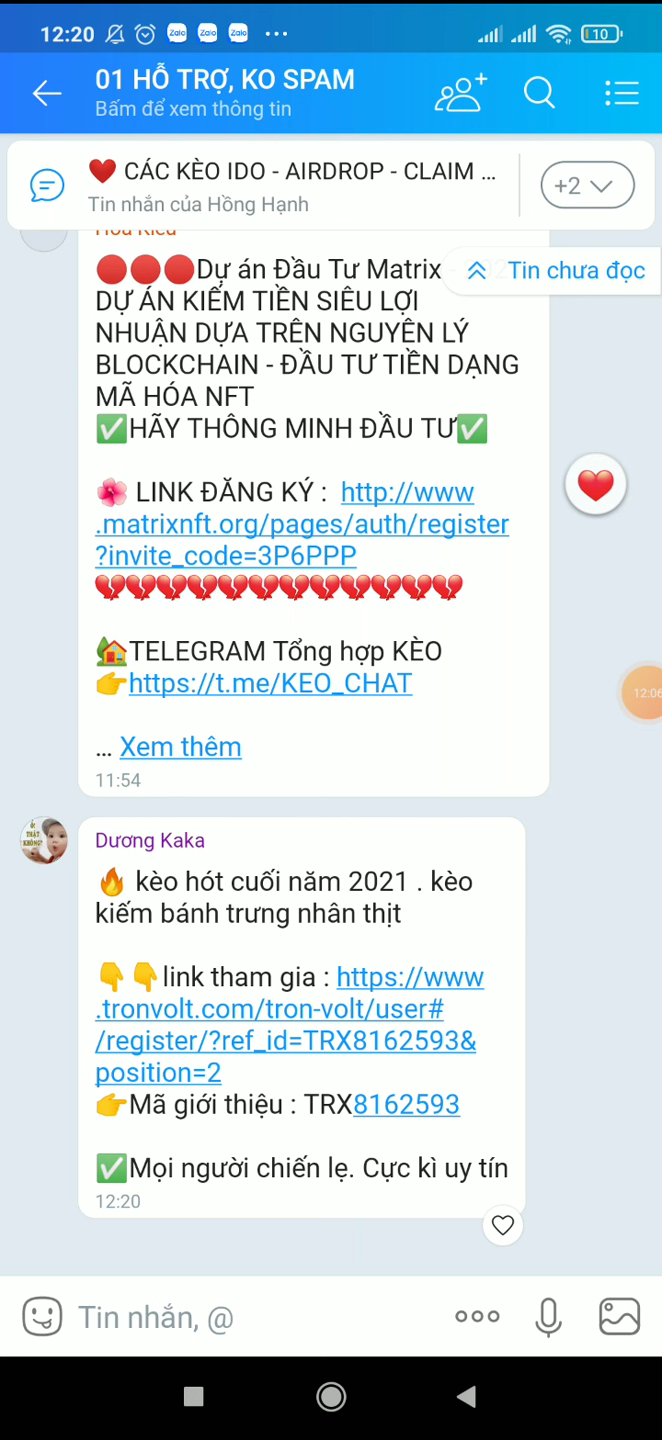 12:20
Zalo Zalo Zalo
10
01 HỖ TRỢ, KO SPAM
Bấm để xem thông tin
❤️ CÁC KÈO IDO - AIRDROP - CLAIM ...
Tin nhắn của Hồng Hạnh
+2
Tin chưa đọc
🔴🔴🔴Dự án Đầu Tư Matrix
DỰ ÁN KIẾM TIỀN SIÊU LỢI
NHUẬN DỰA TRÊN NGUYÊN LÝ
BLOCKCHAIN - ĐẦU TƯ TIỀN DẠNG
MÃ HÓA NFT
✅HÃY THÔNG MINH ĐẦU TƯ✅
🌺 LINK ĐĂNG KÝ : http://www
.matrixnft.org/pages/auth/register
?invite_code=3P6PPP
💔💔💔💔💔💔💔💔💔💔💔💔
🏡TELEGRAM Tổng hợp KÈO
👉https://t.me/KEO_CHAT
... Xem thêm
11:54
12:06
Dương Kaka
🔥 kèo hót cuối năm 2021 . kèo
kiếm bánh trưng nhân thịt
👇👇link tham gia : https://www
.tronvolt.com/tron-volt/user#
/register/?ref_id=TRX8162593&
position=2
👉Mã giới thiệu : TRX8162593
✅Mọi người chiến lẹ. Cực kì uy tín
12:20
Tin nhắn, @